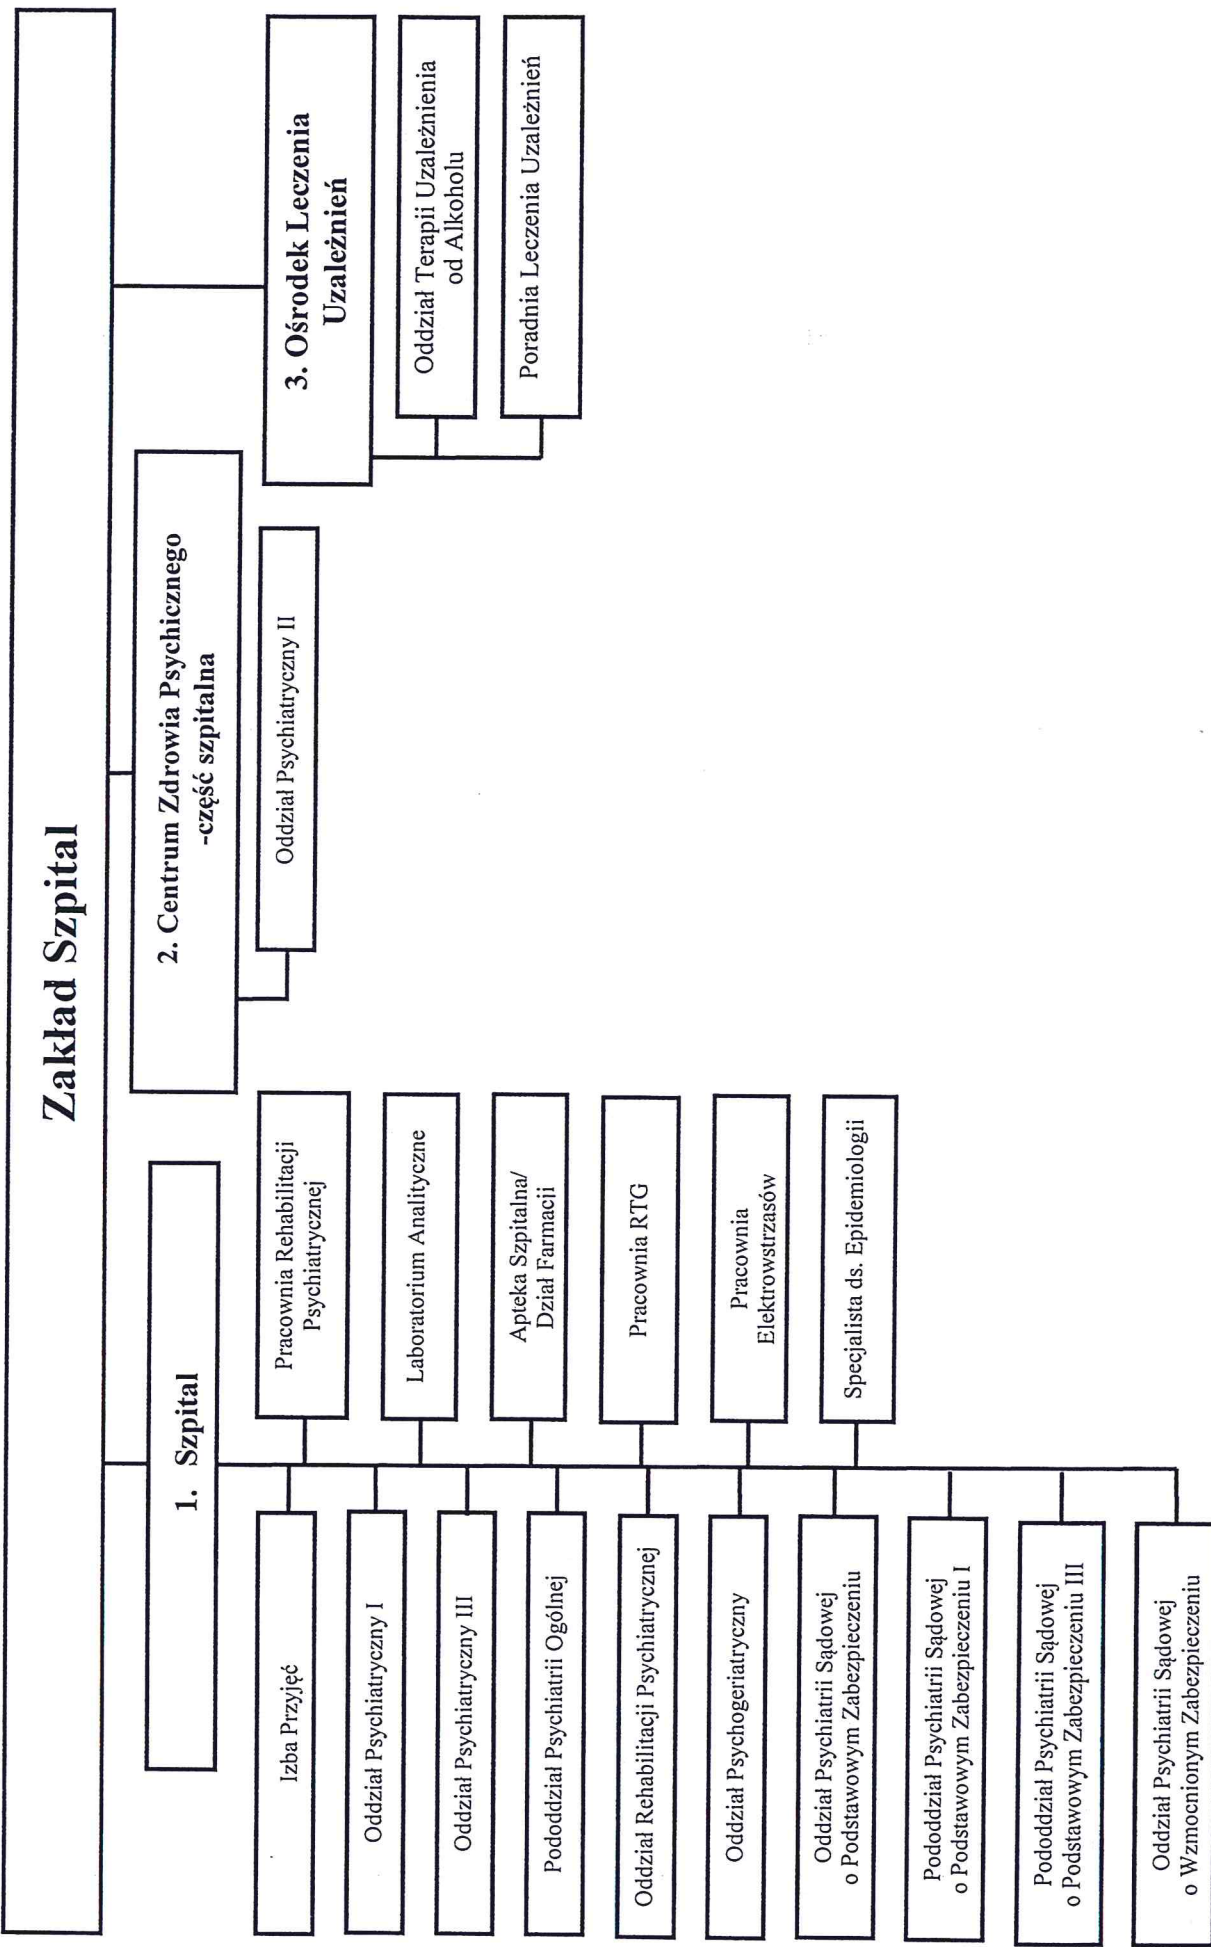 Zakład Szpital
1. Szpital
Izba Przyjęć
Oddział Psychiatryczny I
Oddział Psychiatryczny III
Pododdział Psychiatrii Ogólnej
Oddział Rehabilitacji Psychiatrycznej
Oddział Psychogeriatryczny
Oddział Psychiatrii Sądowej
o Podstawowym Zabezpieczeniu
Pododdział Psychiatrii Sądowej
o Podstawowym Zabezpieczeniu I
Pododdział Psychiatrii Sądowej
o Podstawowym Zabezpieczeniu III
Oddział Psychiatrii Sądowej
o Wzmocnionym Zabezpieczeniu
Pracownia Rehabilitacji
Psychiatrycznej
Laboratorium Analityczne
Apteka Szpitalna/
Dział Farmacji
Pracownia RTG
Pracownia
Elektrowstrzasów
Specjalista ds. Epidemiologii
2. Centrum Zdrowia Psychicznego
-część szpitalna
Oddział Psychiatryczny II
3. Ośrodek Leczenia
Uzależnień
Oddział Terapii Uzależnienia
od Alkoholu
Poradnia Leczenia Uzależnień